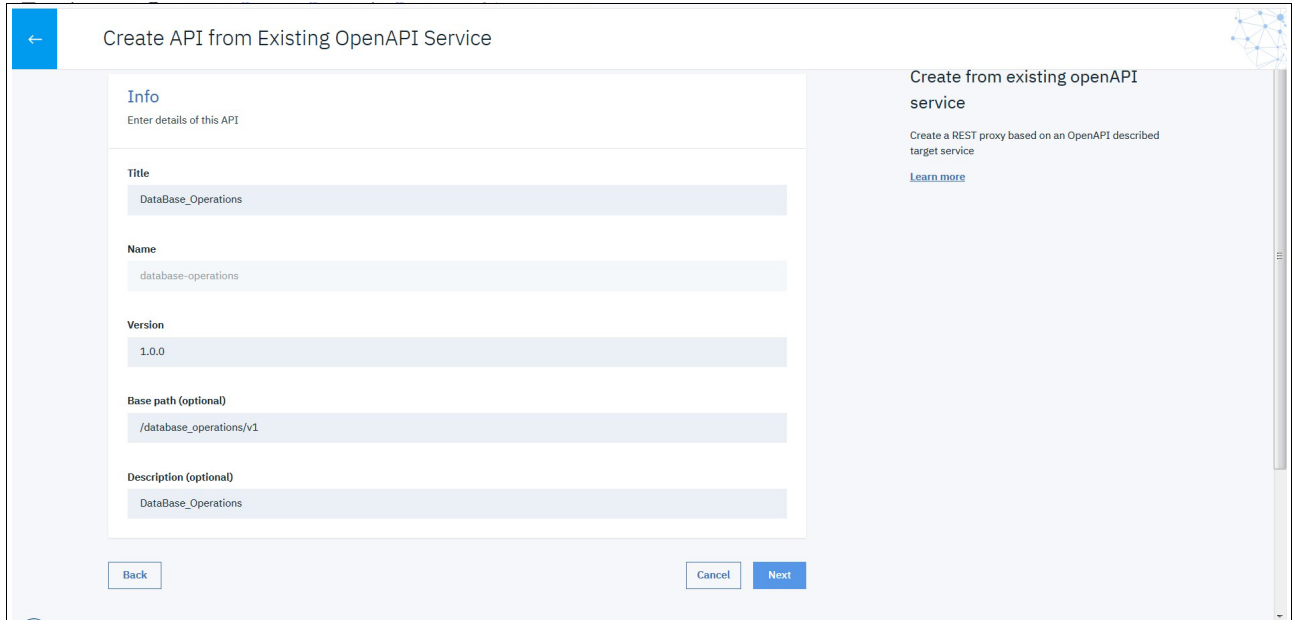 Create API from Existing OpenAPI Service
Info
Enter details of this API
Title
DataBase_Operations
Name
database-operations
Version
1.0.0
Base path (optional)
/database_operations/v1
Description (optional)
DataBase_Operations
Back
Cancel
Next
Create from existing openAPI
service
Create a REST proxy based on an OpenAPI described
target service
Learn more